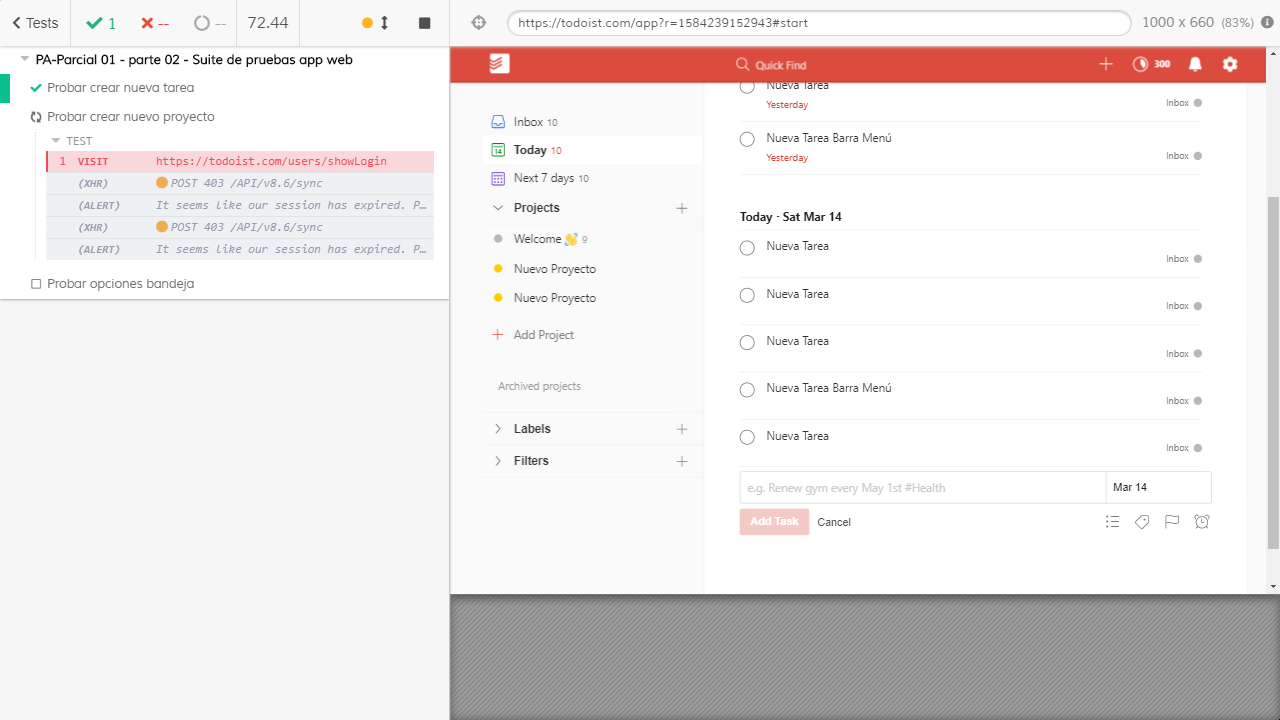 Tests
1
--
--
72.44
https://todoist.com/app?r=1584239152943#start
1000 x 660 (83%)
PA-Parcial 01 - parte 02 - Suite de pruebas app web
Probar crear nueva tarea
Probar crear nuevo proyecto
TEST
1 VISIT https://todoist.com/users/showLogin
(XHR) POST 403 /API/v8.6/sync
(ALERT) It seems like our session has expired. P…
(XHR) POST 403 /API/v8.6/sync
(ALERT) It seems like our session has expired. P…
Probar opciones bandeja
Quick Find
300
Inbox 10
14 Today 10
Next 7 days 10
Projects
Welcome 👋 9
Nuevo Proyecto
Nuevo Proyecto
Add Project
Archived projects
Labels
Filters
Nueva Tarea
Yesterday
Inbox
Nueva Tarea Barra Menú
Yesterday
Inbox
Today · Sat Mar 14
Nueva Tarea
Inbox
Nueva Tarea
Inbox
Nueva Tarea
Inbox
Nueva Tarea Barra Menú
Inbox
Nueva Tarea
Inbox
e.g. Renew gym every May 1st #Health
Mar 14
Add Task Cancel